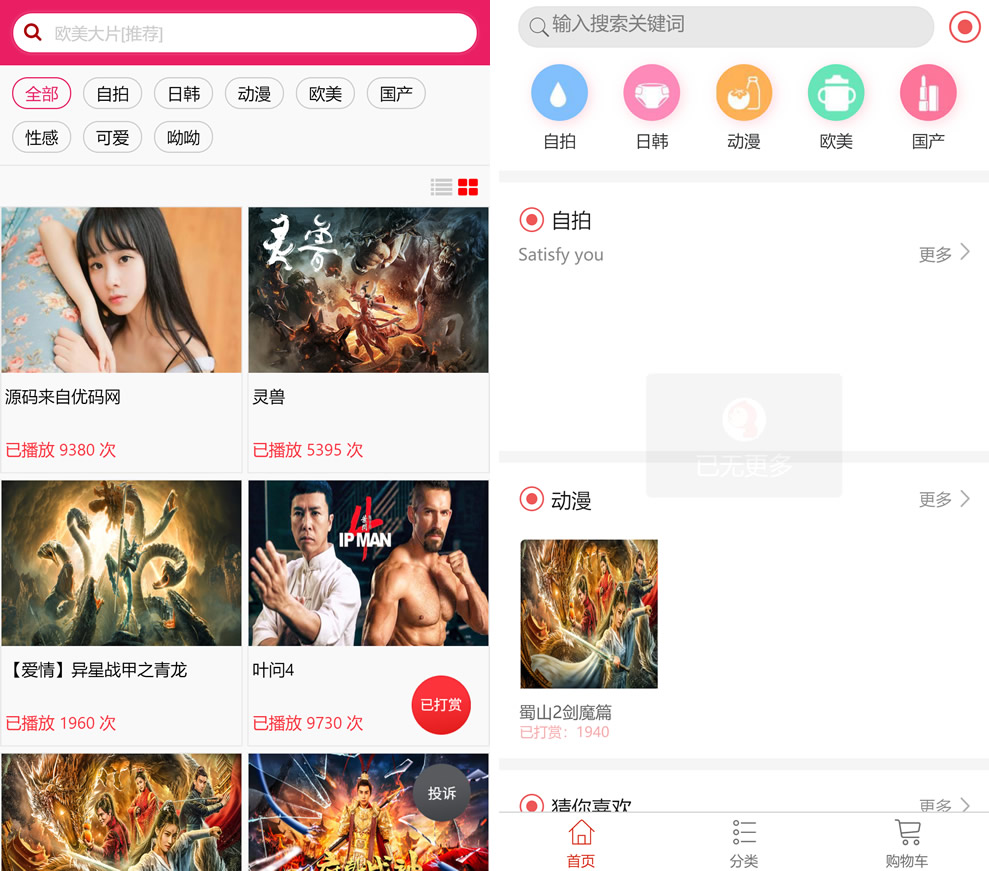 欧美大片[推荐]
全部 自拍 日韩 动漫 欧美 国产
性感 可爱 呦呦
灵兽
源码来自优码网 灵兽
已播放 9380 次 已播放 5395 次
叶问
4
IP MAN
【爱情】异星战甲之青龙 叶问4
已播放 1960 次 已播放 9730 次
已打赏
投诉
输入搜索关键词
自拍 日韩 动漫 欧美 国产
自拍
Satisfy you 更多
已无更多
动漫 更多
蜀山2剑魔篇
已打赏：1940
猜你喜欢 更多
首页 分类 购物车